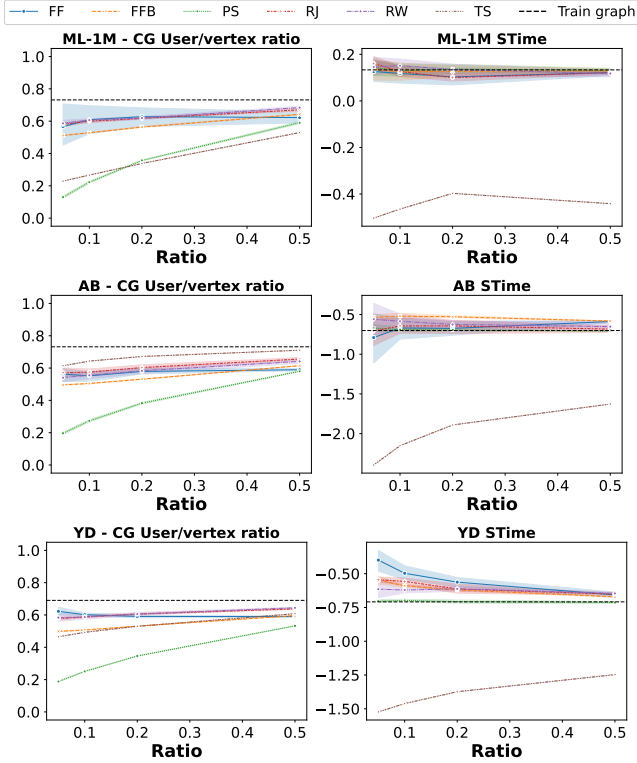 FF FFB PS RJ RW TS Train graph
ML-1M - CG User/vertex ratio
1.0
0.8
0.6
0.4
0.2
0.0
0.1 0.2 0.3 0.4 0.5
Ratio
ML-1M STime
0.2
0.0
−0.2
−0.4
0.1 0.2 0.3 0.4 0.5
Ratio
AB - CG User/vertex ratio
1.0
0.8
0.6
0.4
0.2
0.0
0.1 0.2 0.3 0.4 0.5
Ratio
AB STime
−0.5
−1.0
−1.5
−2.0
0.1 0.2 0.3 0.4 0.5
Ratio
YD - CG User/vertex ratio
1.0
0.8
0.6
0.4
0.2
0.0
0.1 0.2 0.3 0.4 0.5
Ratio
YD STime
−0.50
−0.75
−1.00
−1.25
−1.50
0.1 0.2 0.3 0.4 0.5
Ratio